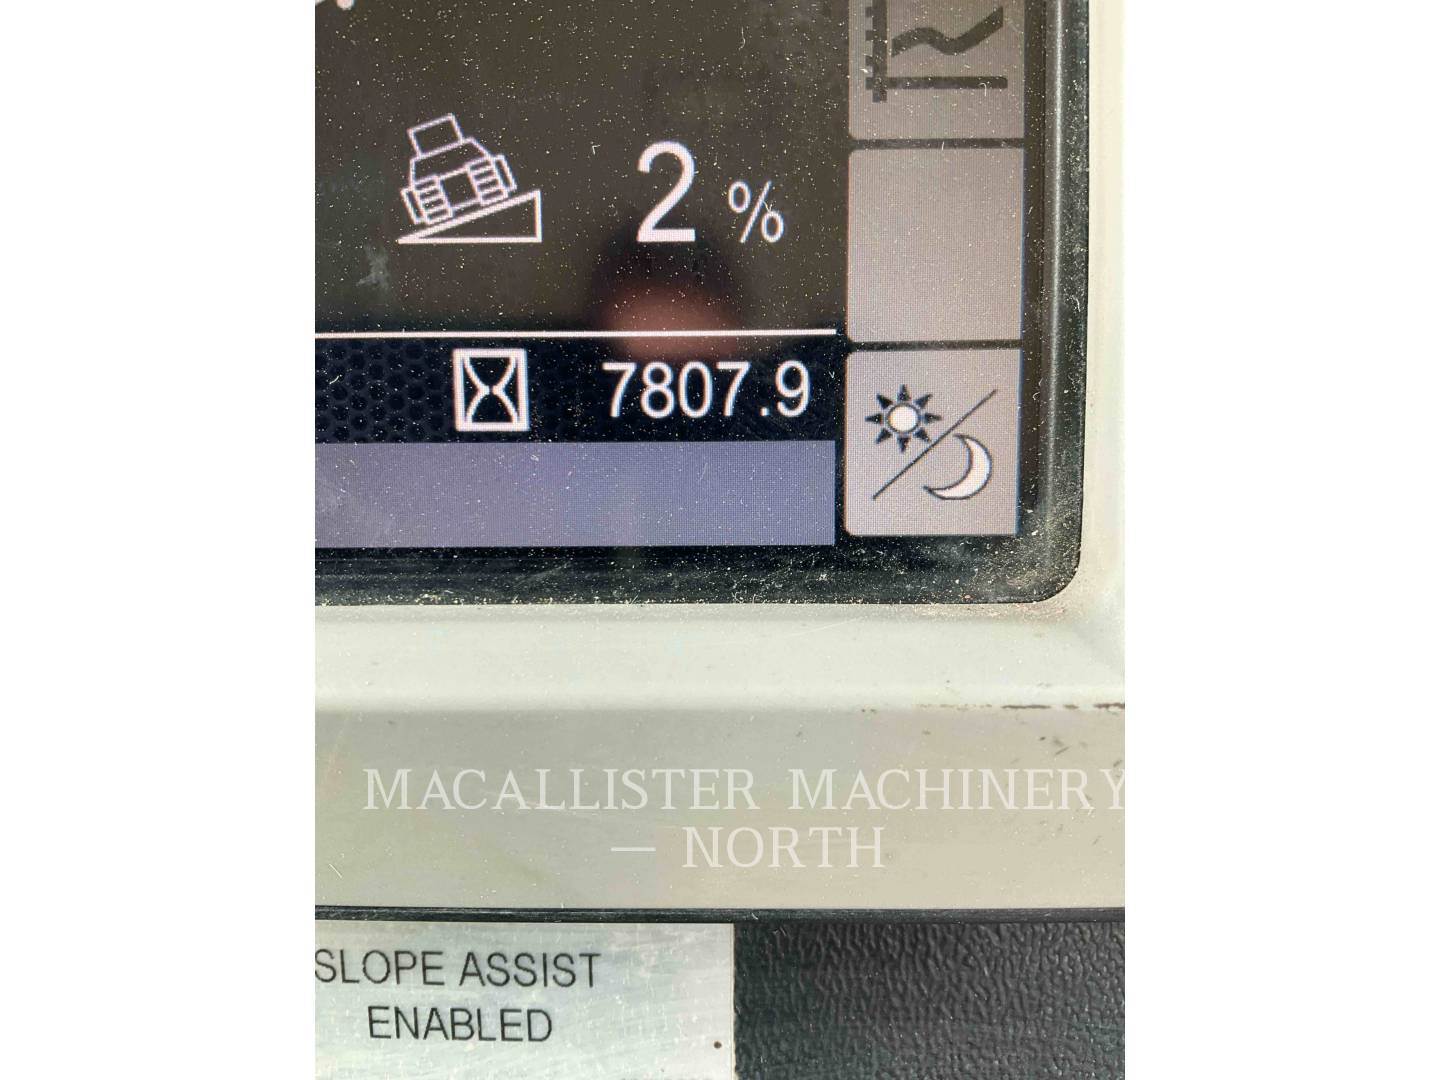 2 %
7807.9
MACALLISTER MACHINERY
— NORTH
SLOPE ASSIST
ENABLED